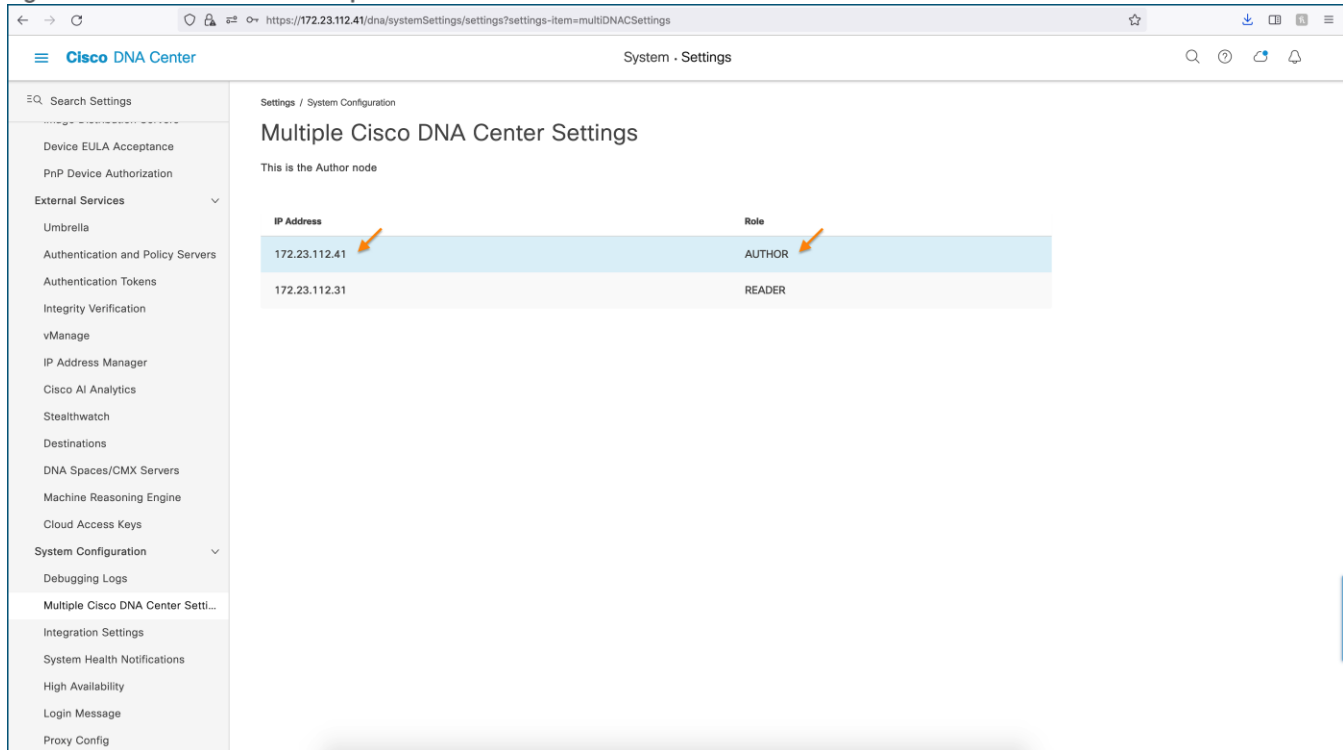 https://172.23.112.41/dna/systemSettings/settings?settings-item=multiDNACSettings
Cisco DNA Center
System · Settings
Search Settings
Image Distribution Servers
Device EULA Acceptance
PnP Device Authorization
External Services
Umbrella
Authentication and Policy Servers
Authentication Tokens
Integrity Verification
vManage
IP Address Manager
Cisco AI Analytics
Stealthwatch
Destinations
DNA Spaces/CMX Servers
Machine Reasoning Engine
Cloud Access Keys
System Configuration
Debugging Logs
Multiple Cisco DNA Center Setti...
Integration Settings
System Health Notifications
High Availability
Login Message
Proxy Config
Settings / System Configuration
Multiple Cisco DNA Center Settings
This is the Author node
IP Address Role
172.23.112.41 AUTHOR
172.23.112.31 READER